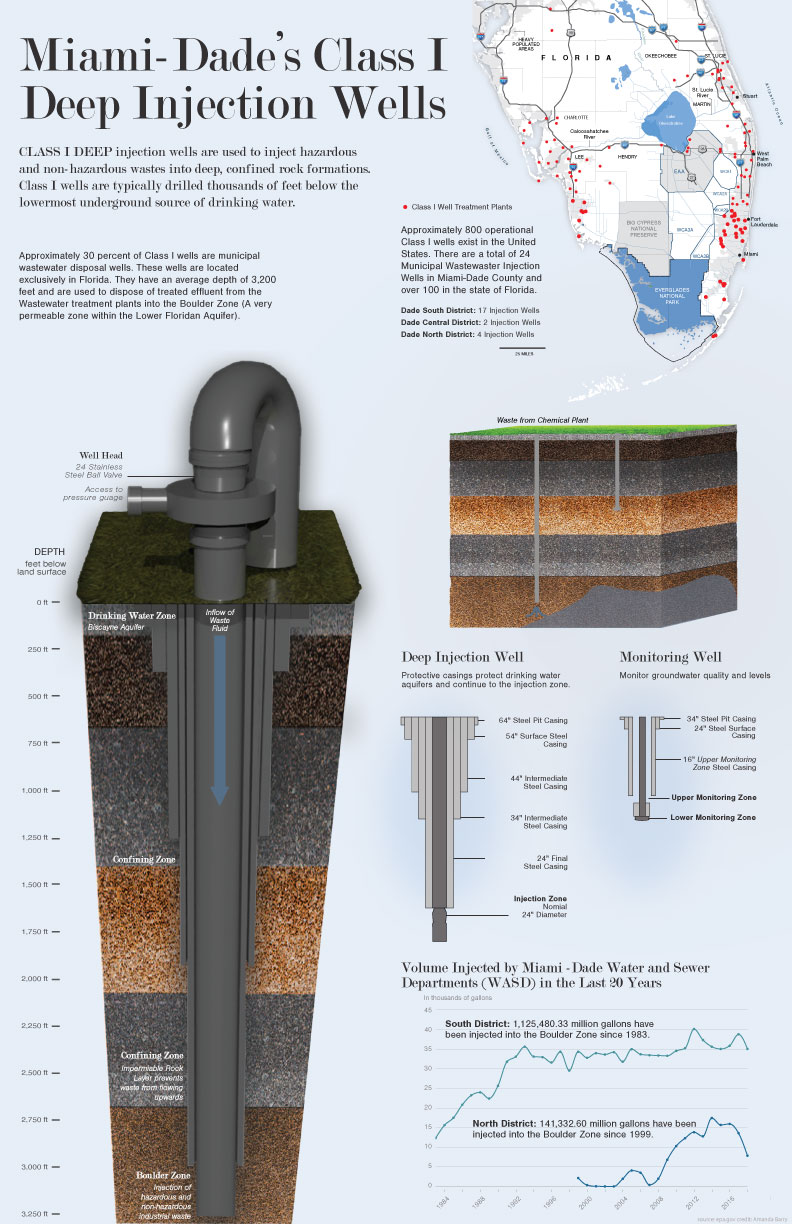 Miami-Dade's Class I
Deep Injection Wells
CLASS I DEEP injection wells are used to inject hazardous
and non-hazardous wastes into deep, confined rock formations.
Class I wells are typically drilled thousands of feet below the
lowermost underground source of drinking water.
Approximately 30 percent of Class I wells are municipal
wastewater disposal wells. These wells are located
exclusively in Florida. They have an average depth of 3,200
feet and are used to dispose of treated effluent from the
Wastewater treatment plants into the Boulder Zone (A very
permeable zone within the Lower Floridan Aquifer).
HEAVY
POPULATED
AREAS
FLORIDA
OKEECHOBEE
ST. LUCIE
St. Lucie
River
MARTIN
Stuart
Atlantic Ocean
Gulf of Mexico
CHARLOTTE
Caloosahatchee
River
Lake
Okeechobee
LEE
HENDRY
EAA
WCA1
West
Palm
Beach
WCA2A
WCA2B
BIG CYPRESS
NATIONAL
PRESERVE
WCA3A
WCA3B
Fort
Lauderdale
Miami
EVERGLADES
NATIONAL
PARK
25 MILES
Class I Well Treatment Plants
Approximately 800 operational
Class I wells exist in the United
States. There are a total of 24
Municipal Wastewaster Injection
Wells in Miami-Dade County and
over 100 in the state of Florida.
Dade South District: 17 Injection Wells
Dade Central District: 2 Injection Wells
Dade North District: 4 Injection Wells
Well Head
24 Stainless
Steel Ball Valve
Access to
pressure guage
DEPTH
feet below
land surface
0 ft
250 ft
500 ft
750 ft
1,000 ft
1,250 ft
1,500 ft
1,750 ft
2,000 ft
2,250 ft
2,500 ft
2,750 ft
3,000 ft
3,250 ft
Drinking Water Zone
Biscayne Aquifer
Inflow of
Waste
Fluid
Confining Zone
Confining Zone
Impermiable Rock
Layer prevents
waste from flowing
upwards
Boulder Zone
Injection of
hazardous and
non-hazardous
industrial waste
Waste from Chemical Plant
Deep Injection Well
Protective casings protect drinking water
aquifers and continue to the injection zone.
64" Steel Pit Casing
54" Surface Steel
Casing
44" Intermediate
Steel Casing
34" Intermediate
Steel Casing
24" Final
Steel Casing
Injection Zone
Nomial
24" Diameter
Monitoring Well
Monitor groundwater quality and levels
34" Steel Pit Casing
24" Steel Surface
Casing
16" Upper Monitoring
Zone Steel Casing
Upper Monitoring Zone
Lower Monitoring Zone
Volume Injected by Miami -Dade Water and Sewer
Departments (WASD) in the Last 20 Years
In thousands of gallons
45
40
35
30
25
20
15
10
5
0
South District: 1,125,480.33 million gallons have
been injected into the Boulder Zone since 1983.
North District: 141,332.60 million gallons have been
injected into the Boulder Zone since 1999.
1984
1988
1992
1996
2000
2004
2008
2012
2016
source:epa.gov credit: Amanda Berry